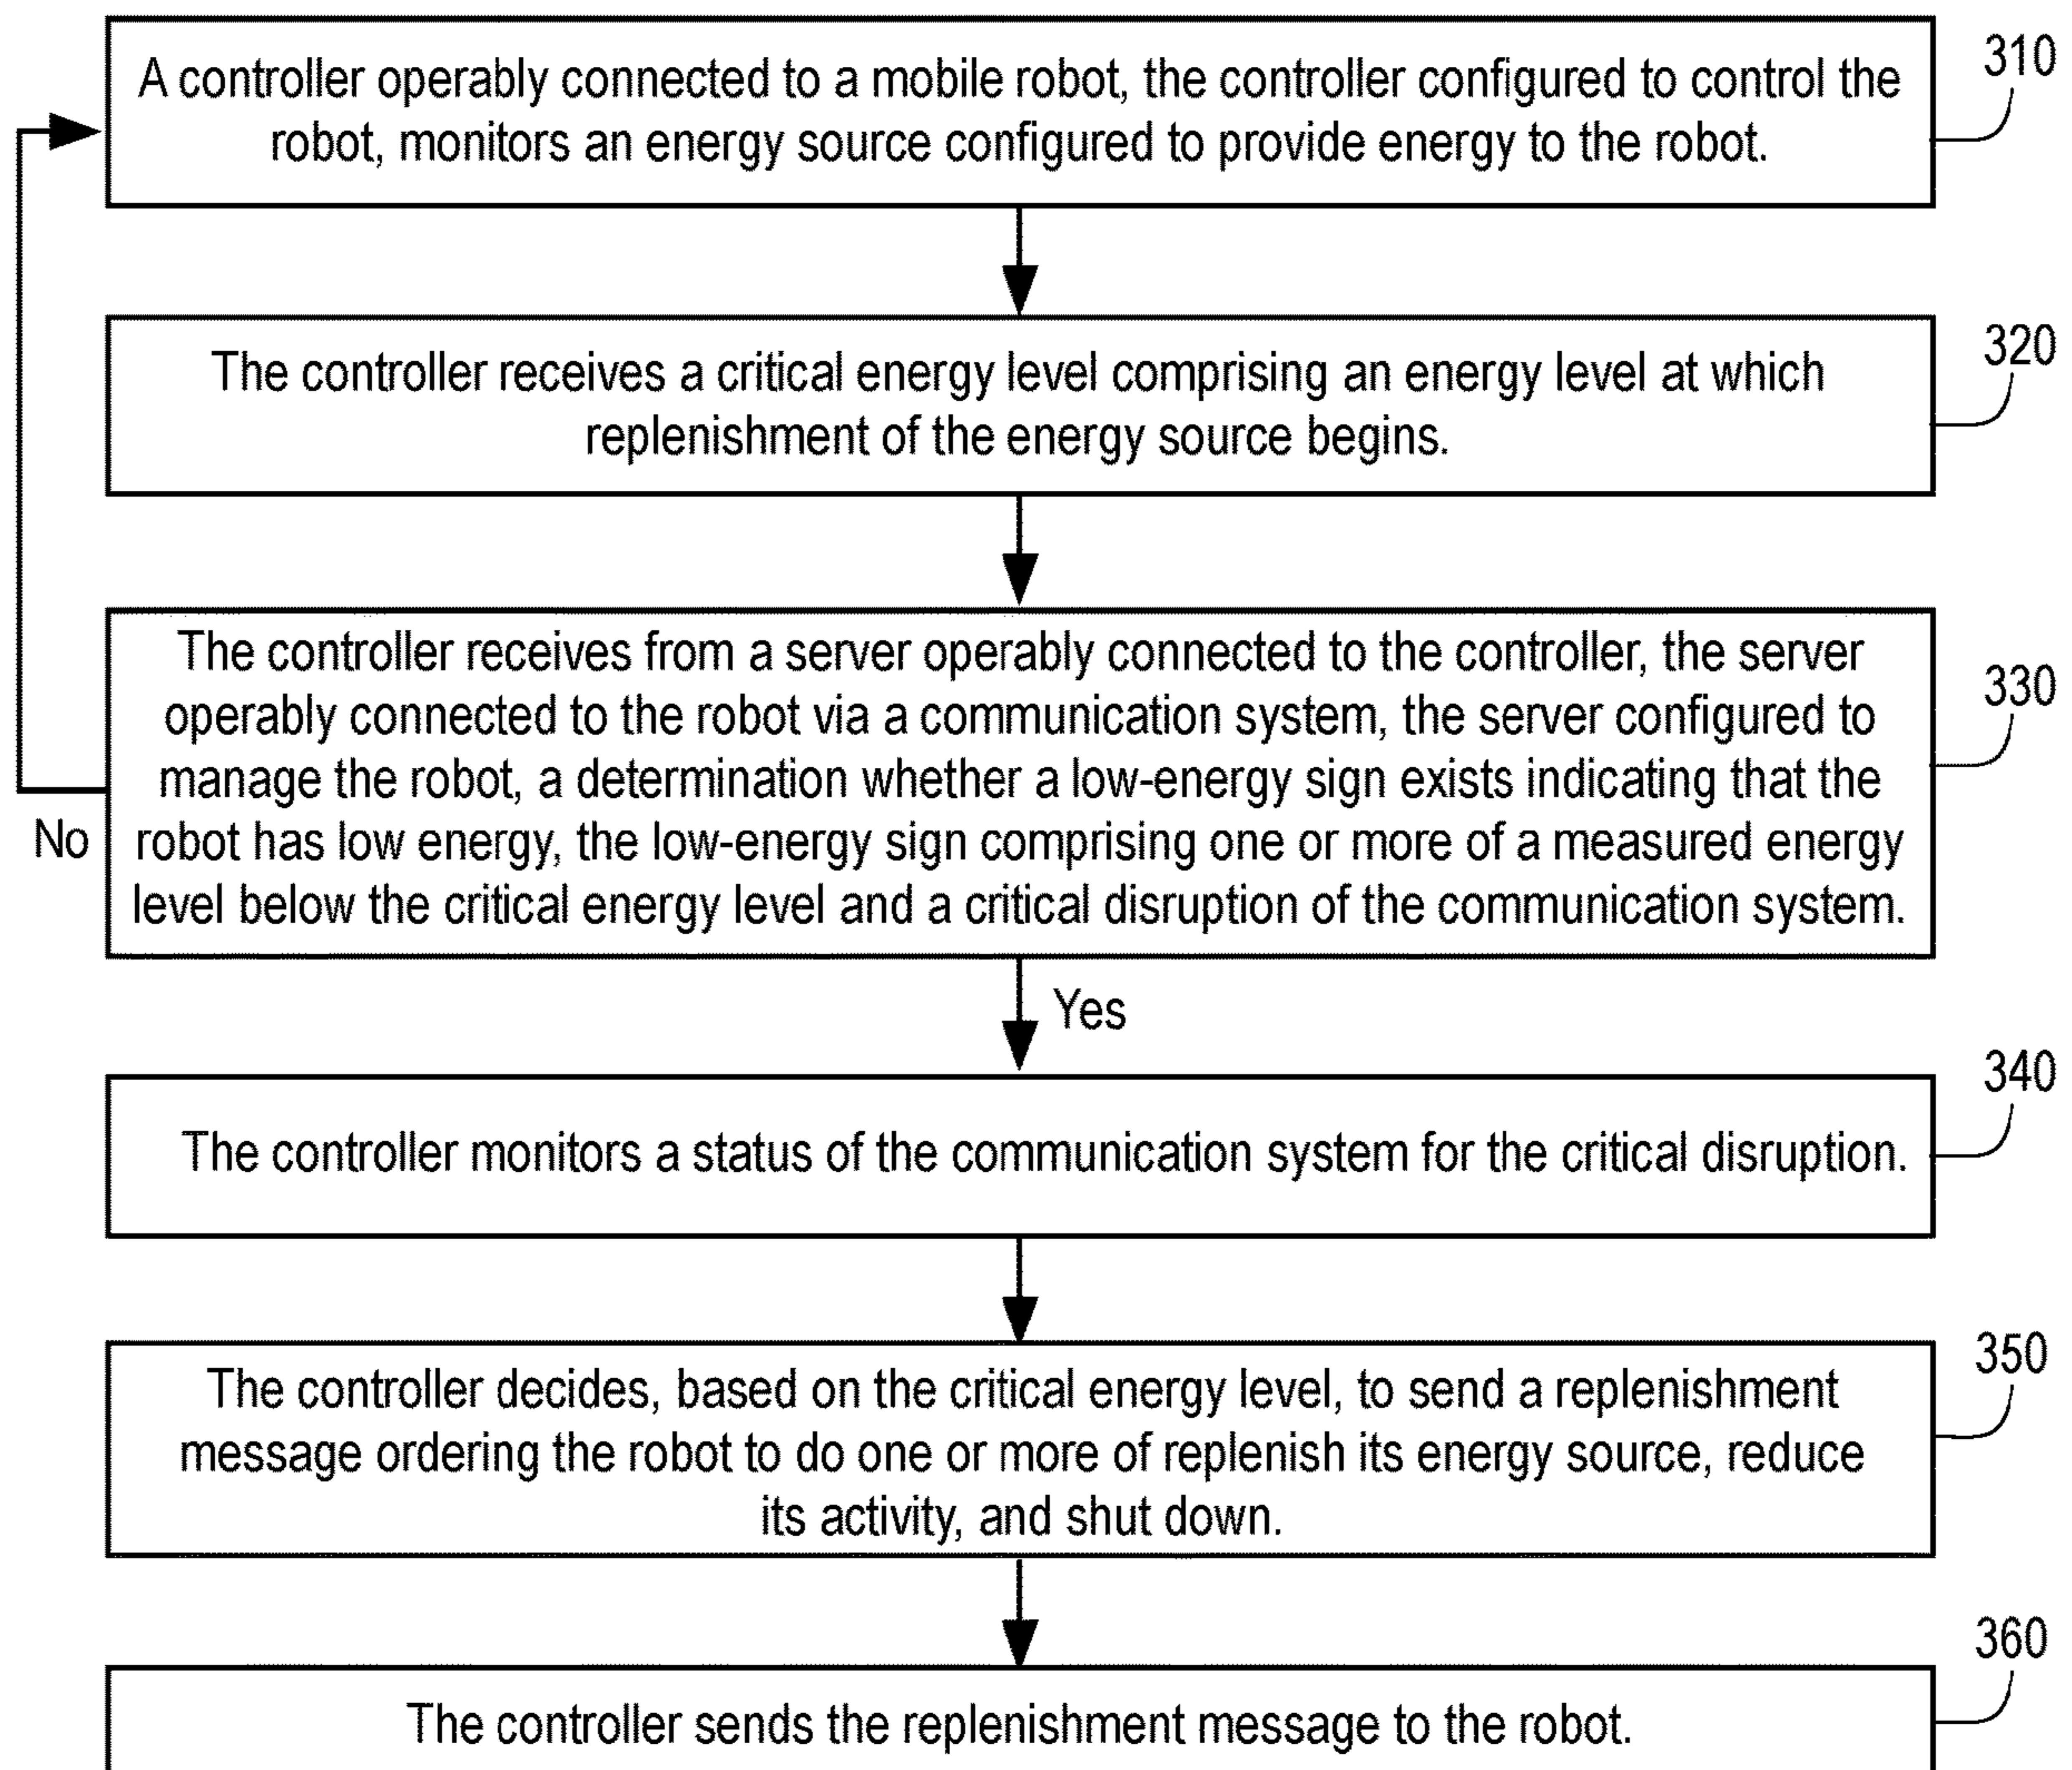 A controller operably connected to a mobile robot, the controller configured to control the
robot, monitors an energy source configured to provide energy to the robot.
310
The controller receives a critical energy level comprising an energy level at which
replenishment of the energy source begins.
320
The controller receives from a server operably connected to the controller, the server
operably connected to the robot via a communication system, the server configured to
manage the robot, a determination whether a low-energy sign exists indicating that the
robot has low energy, the low-energy sign comprising one or more of a measured energy
level below the critical energy level and a critical disruption of the communication system.
330
No
Yes
The controller monitors a status of the communication system for the critical disruption.
340
The controller decides, based on the critical energy level, to send a replenishment
message ordering the robot to do one or more of replenish its energy source, reduce
its activity, and shut down.
350
The controller sends the replenishment message to the robot.
360